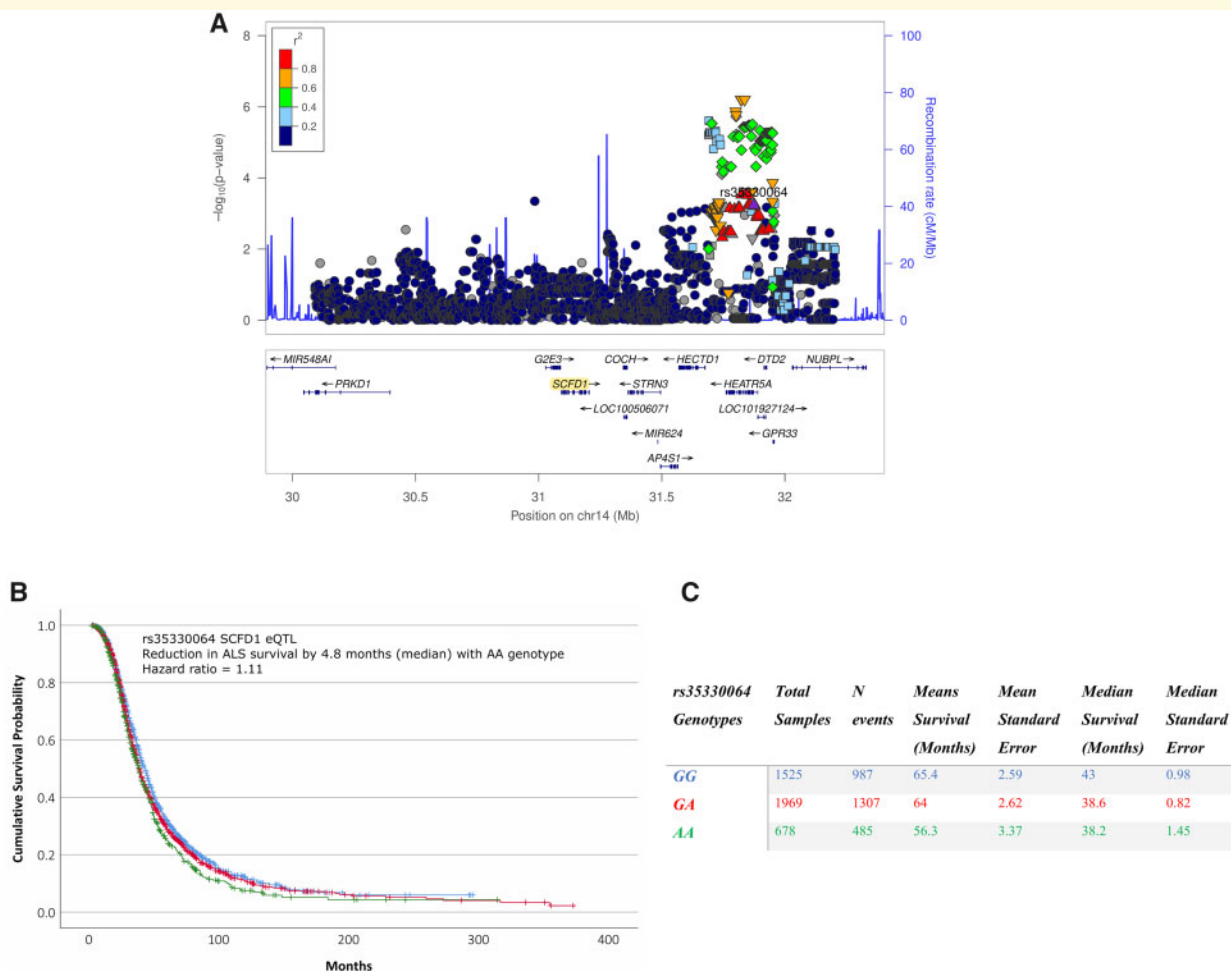 A
r²
0.8
0.6
0.4
0.2
8
6
4
2
0
−log₁₀(p−value)
100
80
60
40
20
0
Recombination rate (cM/Mb)
rs35330064
←MIR548AI
G2E3→
COCH→
←HECTD1
←DTD2
NUBPL→
←PRKD1
SCFD1→
←STRN3
←HEATR5A
←LOC100506071
LOC101927124→
←MIR624
←GPR33
AP4S1→
30
30.5
31
31.5
32
Position on chr14 (Mb)
B
rs35330064 SCFD1 eQTL
Reduction in ALS survival by 4.8 months (median) with AA genotype
Hazard ratio = 1.11
1.0
0.8
0.6
0.4
0.2
0.0
Cumulative Survival Probability
0 100 200 300 400
Months
C
rs35330064 Total N Means Mean Median Median
Genotypes Samples events Survival Standard Survival Standard
(Months) Error (Months) Error
GG 1525 987 65.4 2.59 43 0.98
GA 1969 1307 64 2.62 38.6 0.82
AA 678 485 56.3 3.37 38.2 1.45